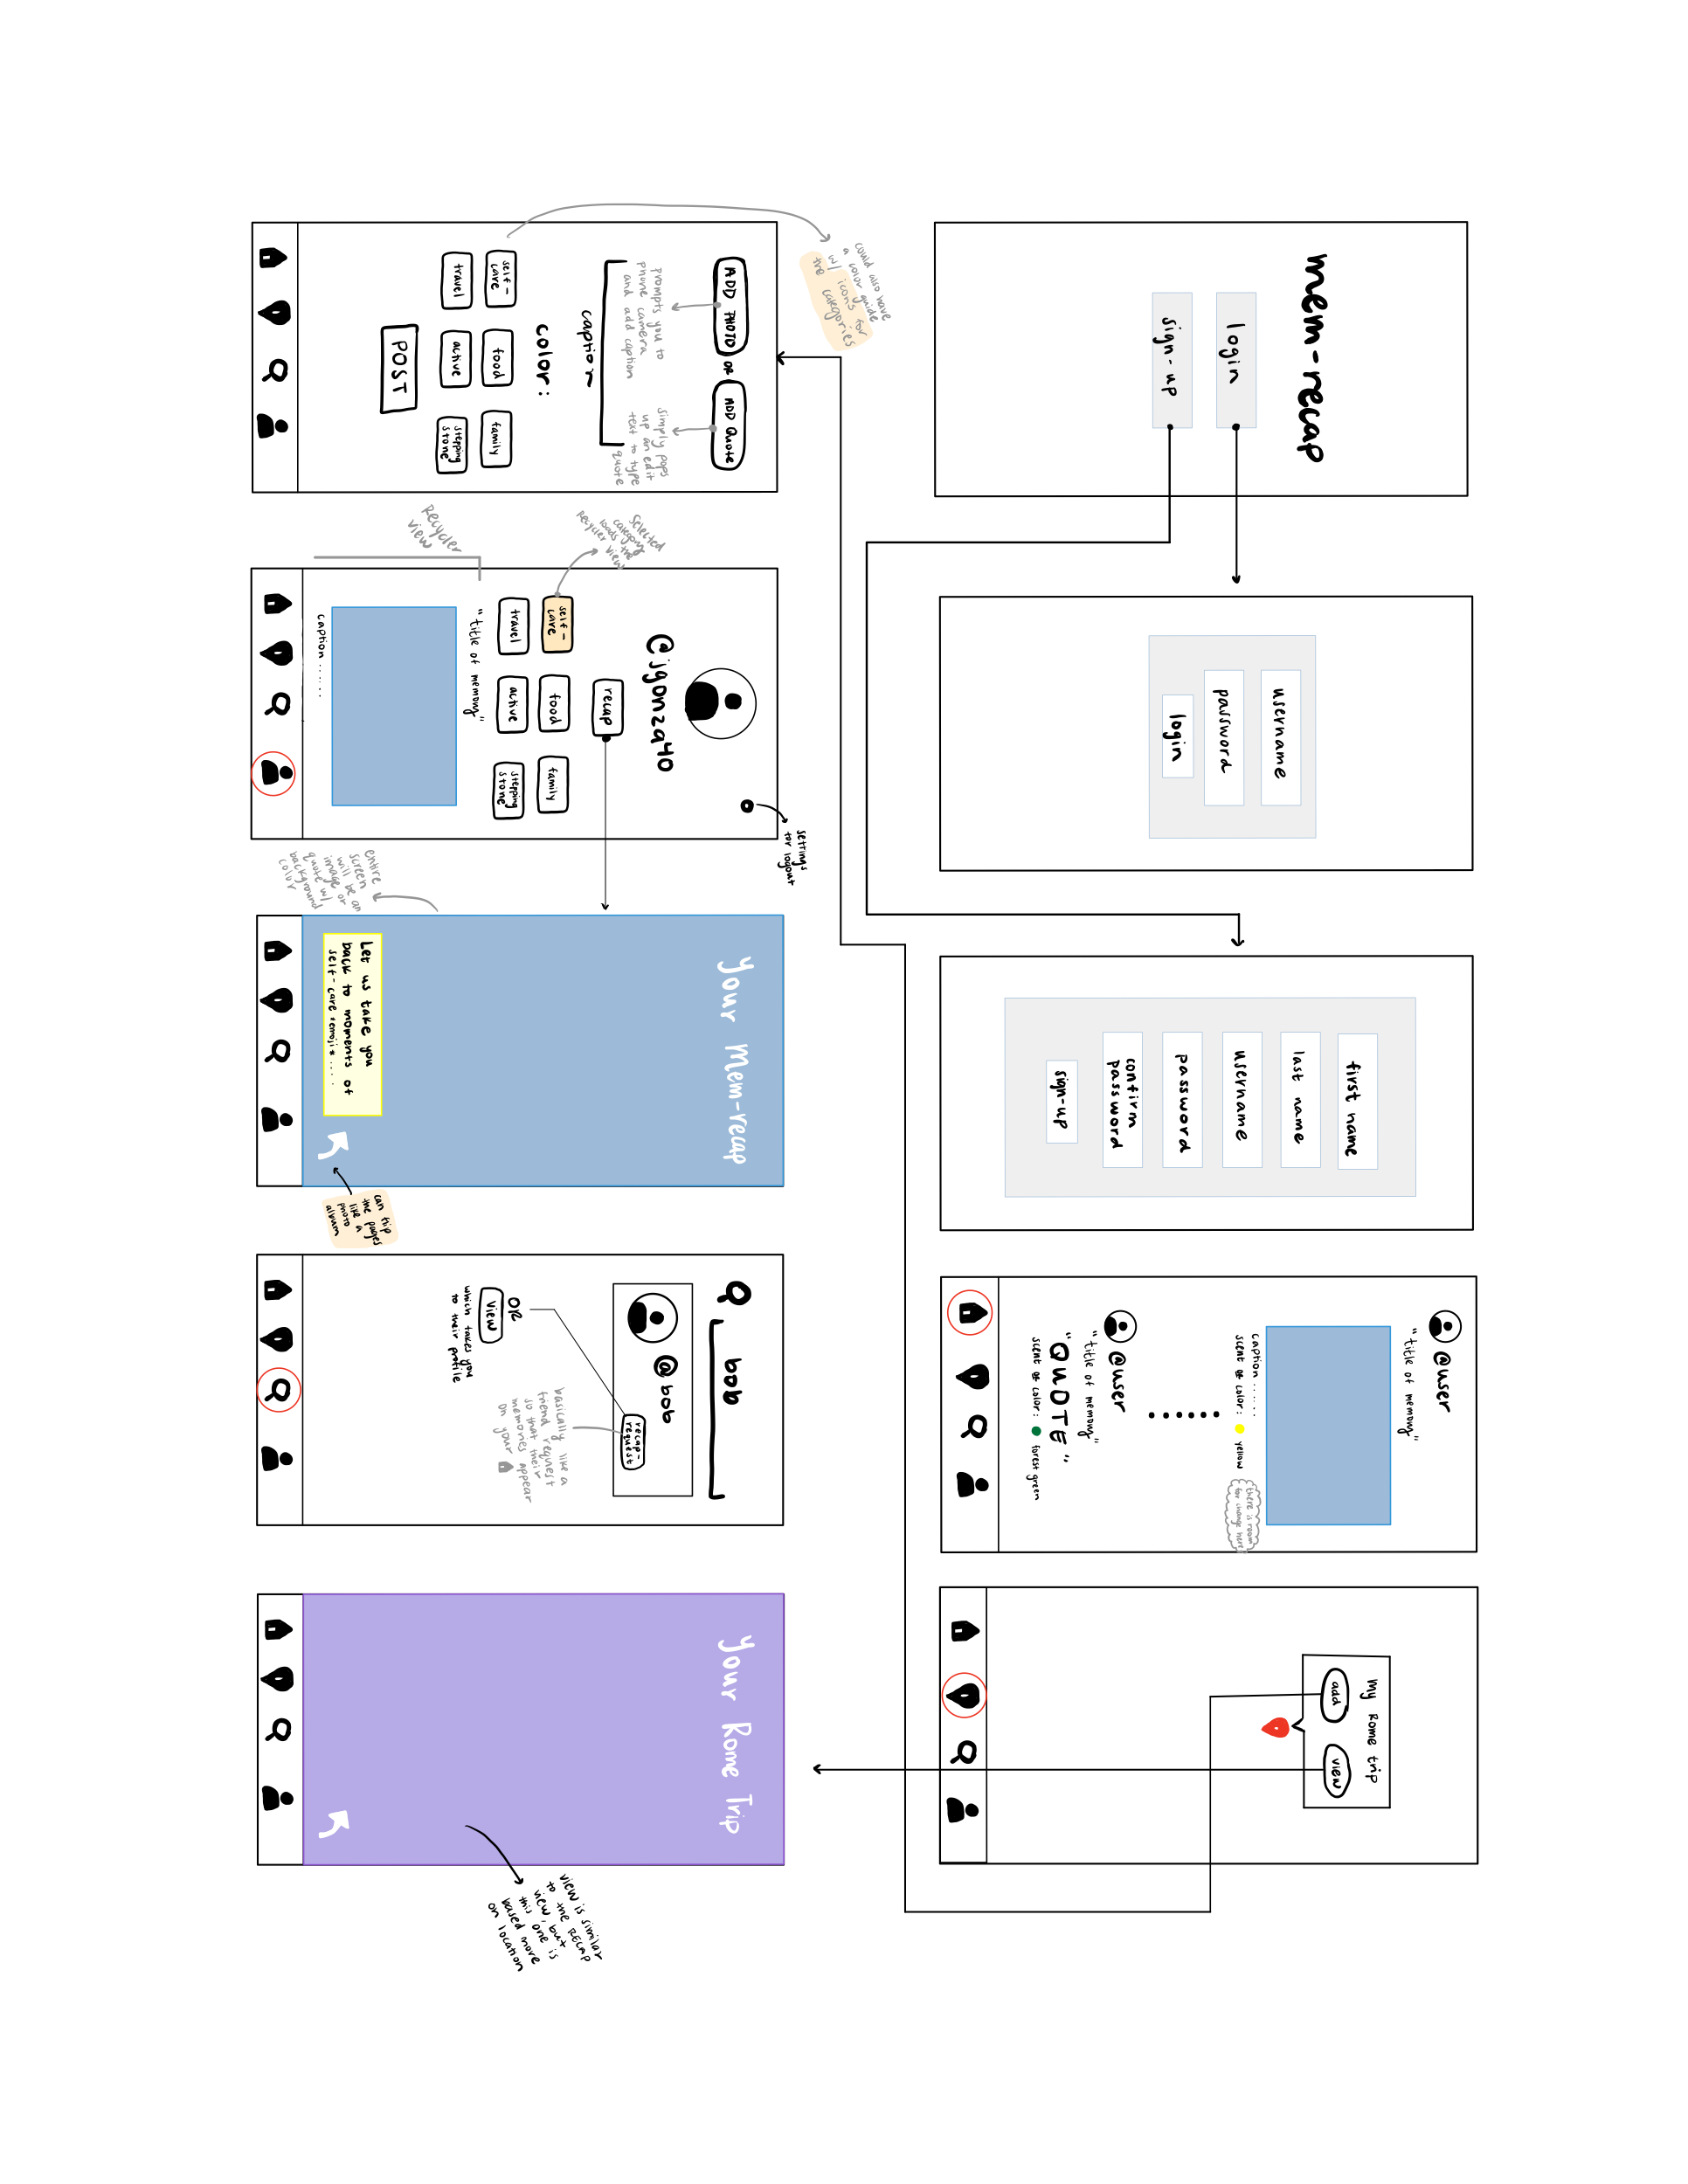 mem-recap
login
sign-up
username
password
login
first name
last name
username
password
confirm
password
sign-up
@user
"title of memory"
caption ......
scent or color: yellow
there is room
for change here
@user
"title of memory"
"QUOTE"
scent or color: forest green
My Rome trip
add
view
ADD PHOTO or ADD Quote
prompts you to
phone camera
and add caption
simply pops
up an edit
text to type
quote
caption
color:
self-
care
food
family
travel
active
stepping
stone
POST
could also have
a color guide
w/ icons for
the categories
settings
for logout
@jgonza40
recap
self-
care
food
family
travel
active
stepping
stone
"title of memory"
caption ......
selected
category
loads the
Recycler view
Recycler
view
Your Mem-recap
Let us take you
back to moments of
self-care *emoji* ....
entire
screen
will be an
image or
quote w/
background
color
can flip
the pages
like a
photo
album
bob
@bob
recap-
request
OR
view
which takes you
to their profile
basically like a
friend request
so that their
memories appear
on your
Your Rome Trip
view is similar
to the RECAP
view, but
this one is
based more
on location